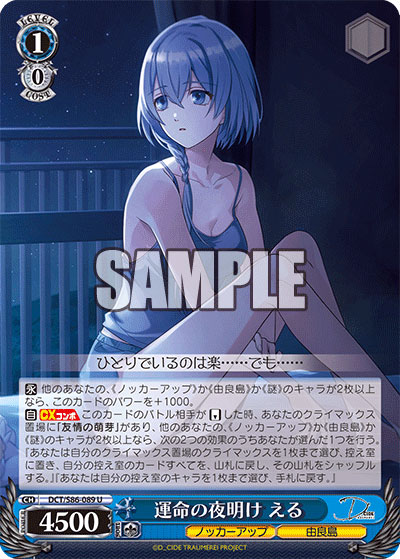 LEVEL
1
0
COST
SAMPLE
ひとりでいるのは楽……でも……
永 他のあなたの、《ノッカーアップ》か《由良島》か《謎》のキャラが2枚以上
なら、このカードのパワーを+1000。
自 CXコンボ このカードのバトル相手が した時、あなたのクライマックス
置場に「友情の萌芽」があり、他のあなたの《ノッカーアップ》か《由良島》か
《謎》のキャラが2枚以上なら、次の2つの効果のうちあなたが選んだ1つを行う。
『あなたは自分のクライマックス置場のクライマックスを1枚まで選び、控え室
に置き、自分の控え室のカードすべてを、山札に戻し、その山札をシャッフル
する。』『あなたは自分の控え室のキャラを1枚まで選び、手札に戻す。』
CH DCT/S86-089 U
4500
運命の夜明け える
ノッカーアップ
由良島
©D_CIDE TRAUMEREI PROJECT